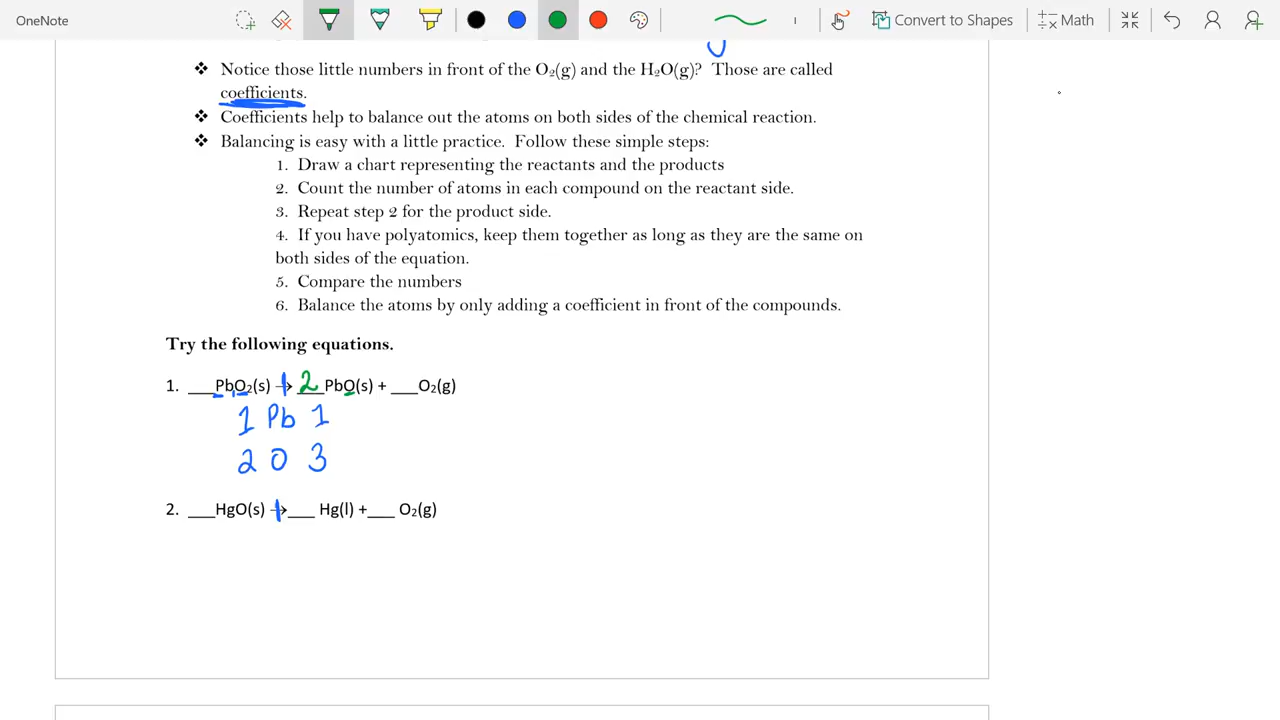 OneNote
Convert to Shapes
Math
❖ Notice those little numbers in front of the O₂(g) and the H₂O(g)? Those are called
coefficients.
❖ Coefficients help to balance out the atoms on both sides of the chemical reaction.
❖ Balancing is easy with a little practice. Follow these simple steps:
1. Draw a chart representing the reactants and the products
2. Count the number of atoms in each compound on the reactant side.
3. Repeat step 2 for the product side.
4. If you have polyatomics, keep them together as long as they are the same on
both sides of the equation.
5. Compare the numbers
6. Balance the atoms by only adding a coefficient in front of the compounds.
Try the following equations.
1. ___PbO₂(s) → 2 PbO(s) + ___O₂(g)
1 Pb 1
2 O 3
2. ___HgO(s) →___ Hg(l) +___ O₂(g)